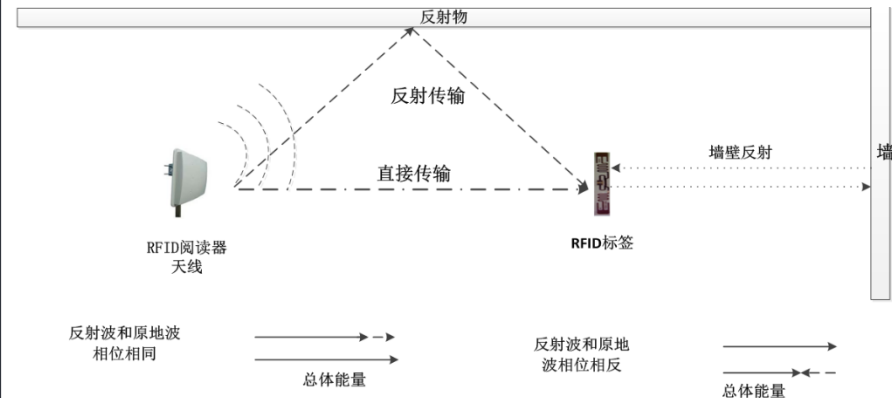 反射物
反射传输
墙壁反射
墙
直接传输
RFID阅读器
天线
RFID标签
反射波和原地波
相位相同
总体能量
反射波和原地
波相位相反
总体能量